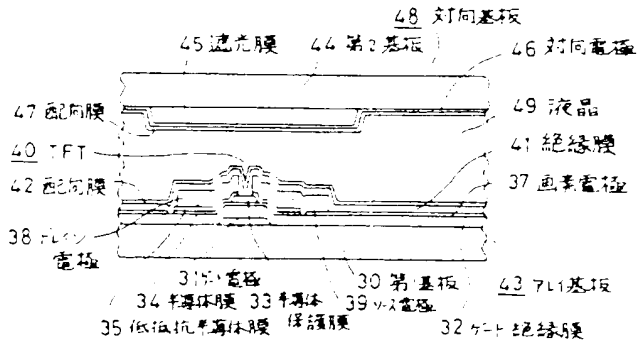 48 対向基板
45 遮光膜 44 第2基板 46 対向電極
47 配向膜
49 液晶
40 TFT
41 絶縁膜
42 配向膜
37 画素電極
38 ドレイン電極
31 ゲート電極 30 第1基板 43 アレイ基板
34 半導体膜 33 半導体保護膜 39 ソース電極
35 低抵抗半導体膜 32 ゲート絶縁膜